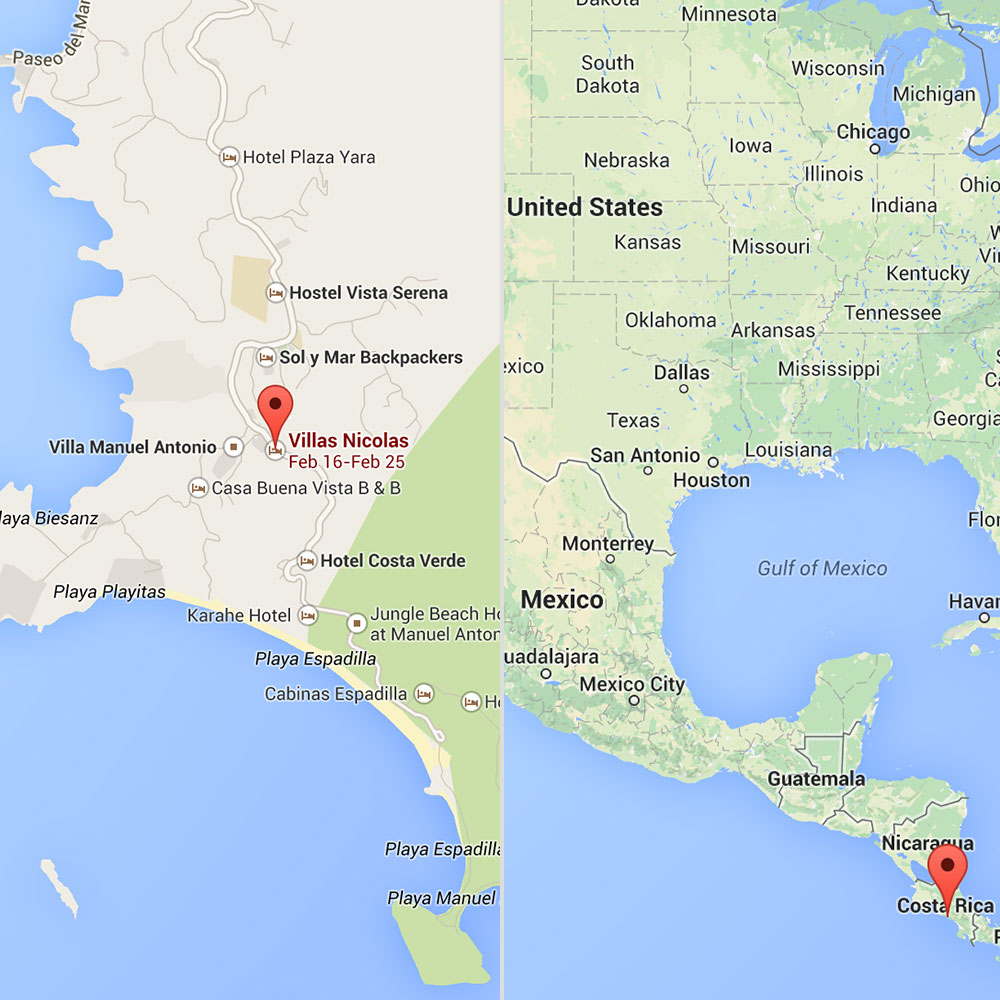 Paseo del Mar
Hotel Plaza Yara
Hostel Vista Serena
Sol y Mar Backpackers
Villa Manuel Antonio
Villas Nicolas
Feb 16-Feb 25
Casa Buena Vista B & B
laya Biesanz
Hotel Costa Verde
Playa Playitas
Karahe Hotel
Jungle Beach Ho
at Manuel Anton
Playa Espadilla
Cabinas Espadilla
H
Playa Espadilla
Playa Manuel
Dakota
Minnesota
South
Dakota
Wisconsin
Michigan
Chicago
Iowa
Nebraska
Illinois
Ohio
Indiana
United States
Kansas
Missouri
W
Vi
Kentucky
Tennessee
Oklahoma
Arkansas
exico
Dallas
Mississippi
S
Ca
Texas
Georgia
San Antonio
Louisiana
Houston
Flor
Monterrey
Gulf of Mexico
Mexico
Havan
uadalajara
Mexico City
Guatemala
Nicaragua
Costa Rica
P